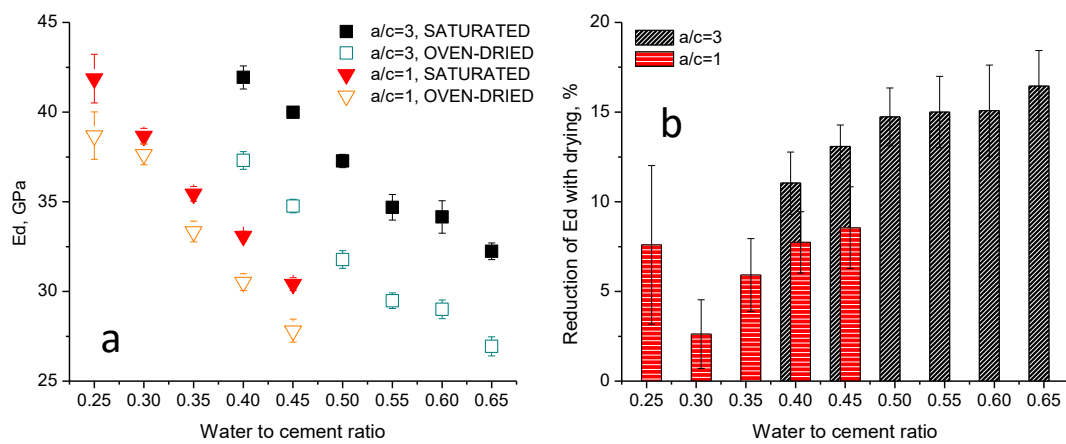 a/c=3, SATURATED
a/c=3, OVEN-DRIED
a/c=1, SATURATED
a/c=1, OVEN-DRIED
45
40
35
30
25
Ed, GPa
a
0.25 0.30 0.35 0.40 0.45 0.50 0.55 0.60 0.65
Water to cement ratio
a/c=3
a/c=1
20
15
10
5
0
Reduction of Ed with drying, %
b
0.25 0.30 0.35 0.40 0.45 0.50 0.55 0.60 0.65
Water to cement ratio